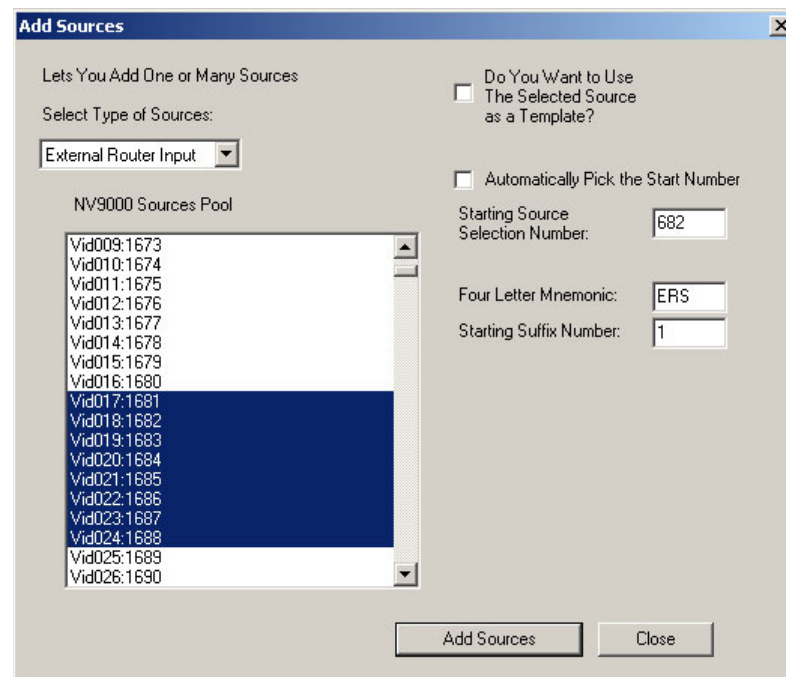 Add Sources
Lets You Add One or Many Sources
Select Type of Sources:
External Router Input
NV9000 Sources Pool
Vid009:1673
Vid010:1674
Vid011:1675
Vid012:1676
Vid013:1677
Vid014:1678
Vid015:1679
Vid016:1680
Vid017:1681
Vid018:1682
Vid019:1683
Vid020:1684
Vid021:1685
Vid022:1686
Vid023:1687
Vid024:1688
Vid025:1689
Vid026:1690
Do You Want to Use
The Selected Source
as a Template?
Automatically Pick the Start Number
Starting Source
Selection Number:
682
Four Letter Mnemonic:
ERS
Starting Suffix Number:
1
Add Sources
Close